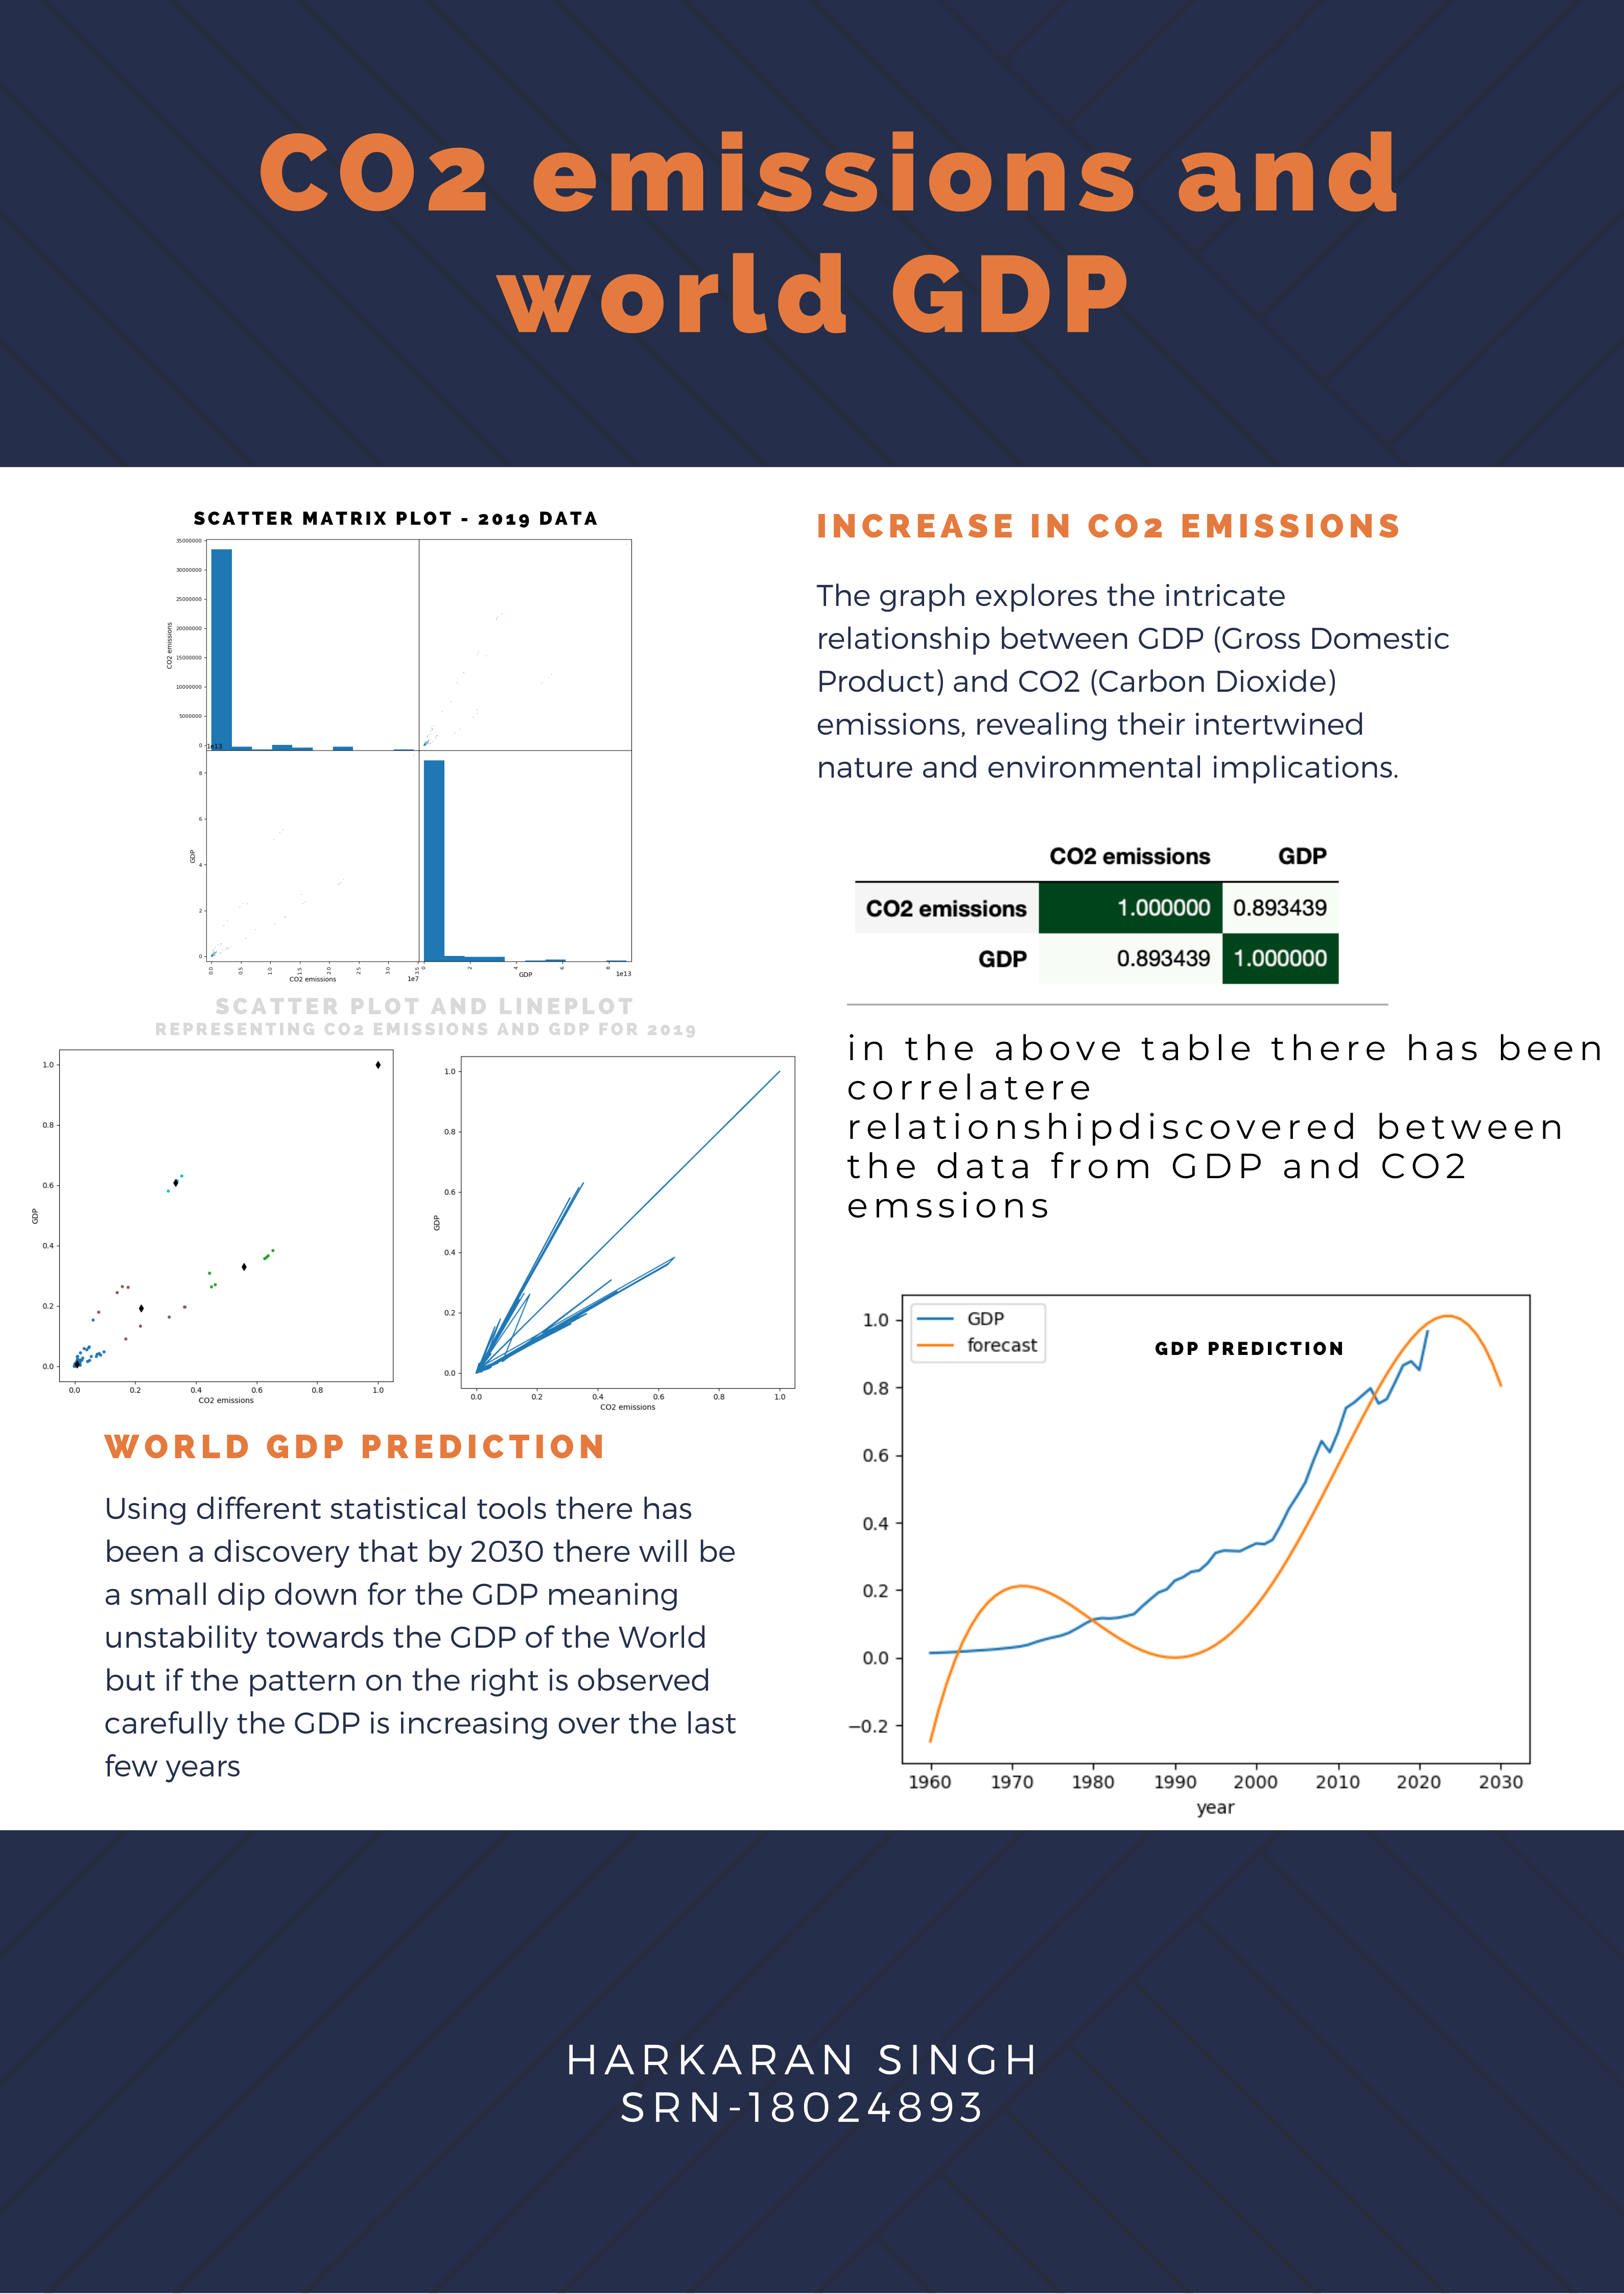 CO2 emissions and
world GDP
SCATTER MATRIX PLOT - 2019 DATA
35000000
30000000
25000000
20000000
15000000
10000000
5000000
0
CO2 emissions
1e13
8
6
4
2
0
GDP
0.0 0.5 1.0 1.5 2.0 2.5 3.0 3.5
CO2 emissions
1e7
0 2 4 6 8
GDP
1e13
SCATTER PLOT AND LINEPLOT
REPRESENTING CO2 EMISSIONS AND GDP FOR 2019
1.0
0.8
0.6
0.4
0.2
0.0
GDP
0.0 0.2 0.4 0.6 0.8 1.0
CO2 emissions
1.0
0.8
0.6
0.4
0.2
0.0
GDP
0.0 0.2 0.4 0.6 0.8 1.0
CO2 emissions
WORLD GDP PREDICTION
Using different statistical tools there has
been a discovery that by 2030 there will be
a small dip down for the GDP meaning
unstability towards the GDP of the World
but if the pattern on the right is observed
carefully the GDP is increasing over the last
few years
INCREASE IN CO2 EMISSIONS
The graph explores the intricate
relationship between GDP (Gross Domestic
Product) and CO2 (Carbon Dioxide)
emissions, revealing their intertwined
nature and environmental implications.
CO2 emissions GDP
CO2 emissions 1.000000 0.893439
GDP 0.893439 1.000000
in the above table there has been
correlatere
relationshipdiscovered between
the data from GDP and CO2
emssions
GDP
forecast
GDP PREDICTION
1.0
0.8
0.6
0.4
0.2
0.0
−0.2
1960 1970 1980 1990 2000 2010 2020 2030
year
HARKARAN SINGH
SRN-18024893